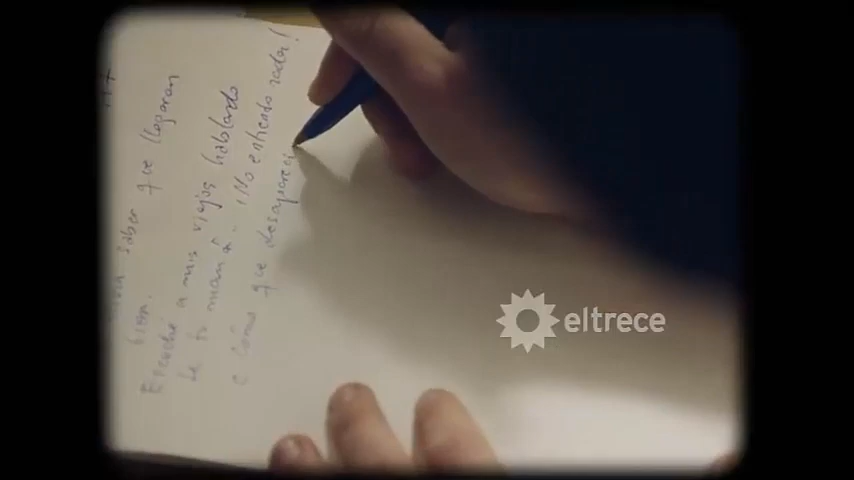 saber que llegaron
bien.
Escuché a mis viejos hablando
de tu mamá. ¡No entiendo nada!
¿Cómo que desapareci
eltrece